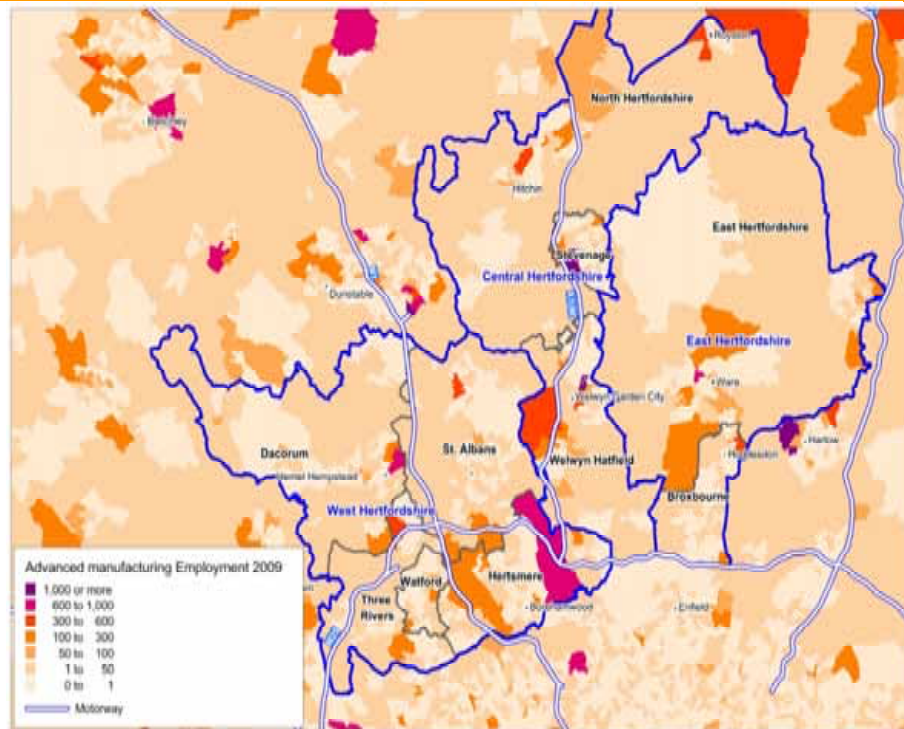 Royston
North Hertfordshire
Bletchley
Hitchin
East Hertfordshire
Stevenage
Central Hertfordshire
Dunstable
East Hertfordshire
Ware
Welwyn Garden City
Harlow
Dacorum
St. Albans
Hoddesdon
Welwyn Hatfield
Hemel Hempstead
Broxbourne
West Hertfordshire
Advanced manufacturing Employment 2009
1,000 or more
600 to 1,000
300 to 600
100 to 300
50 to 100
1 to 50
0 to 1
Motorway
Watford
Hertsmere
Three
Rivers
Borehamwood
Enfield